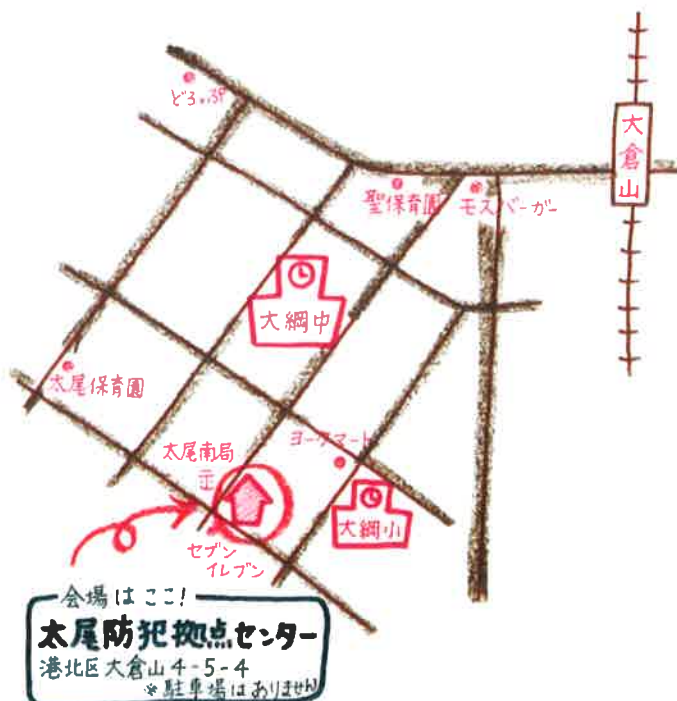 どろっぷ
大倉山
聖保育園
モスバーガー
大綱中
太尾保育園
ヨークマート
太尾南局
〒
大綱小
セブン
イレブン
会場はここ!
太尾防犯拠点センター
港北区大倉山4-5-4
※駐車場はありません